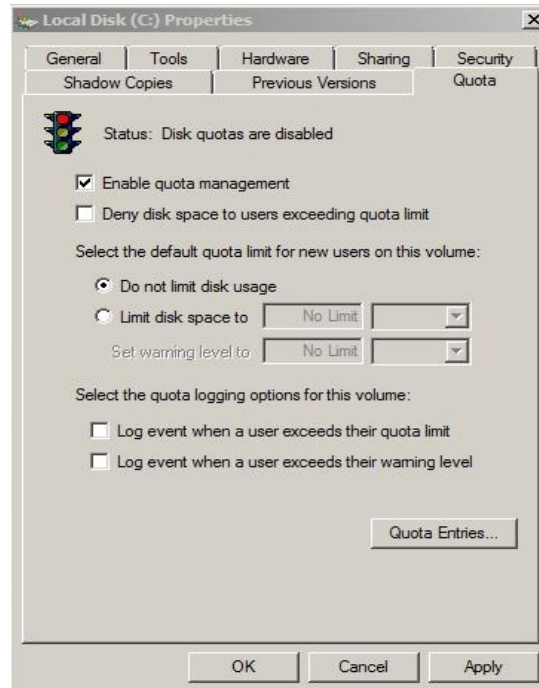 Local Disk (C:) Properties
General Tools Hardware Sharing Security
Shadow Copies Previous Versions Quota
Status: Disk quotas are disabled
Enable quota management
Deny disk space to users exceeding quota limit
Select the default quota limit for new users on this volume:
Do not limit disk usage
Limit disk space to No Limit
Set warning level to No Limit
Select the quota logging options for this volume:
Log event when a user exceeds their quota limit
Log event when a user exceeds their warning level
Quota Entries...
OK Cancel Apply